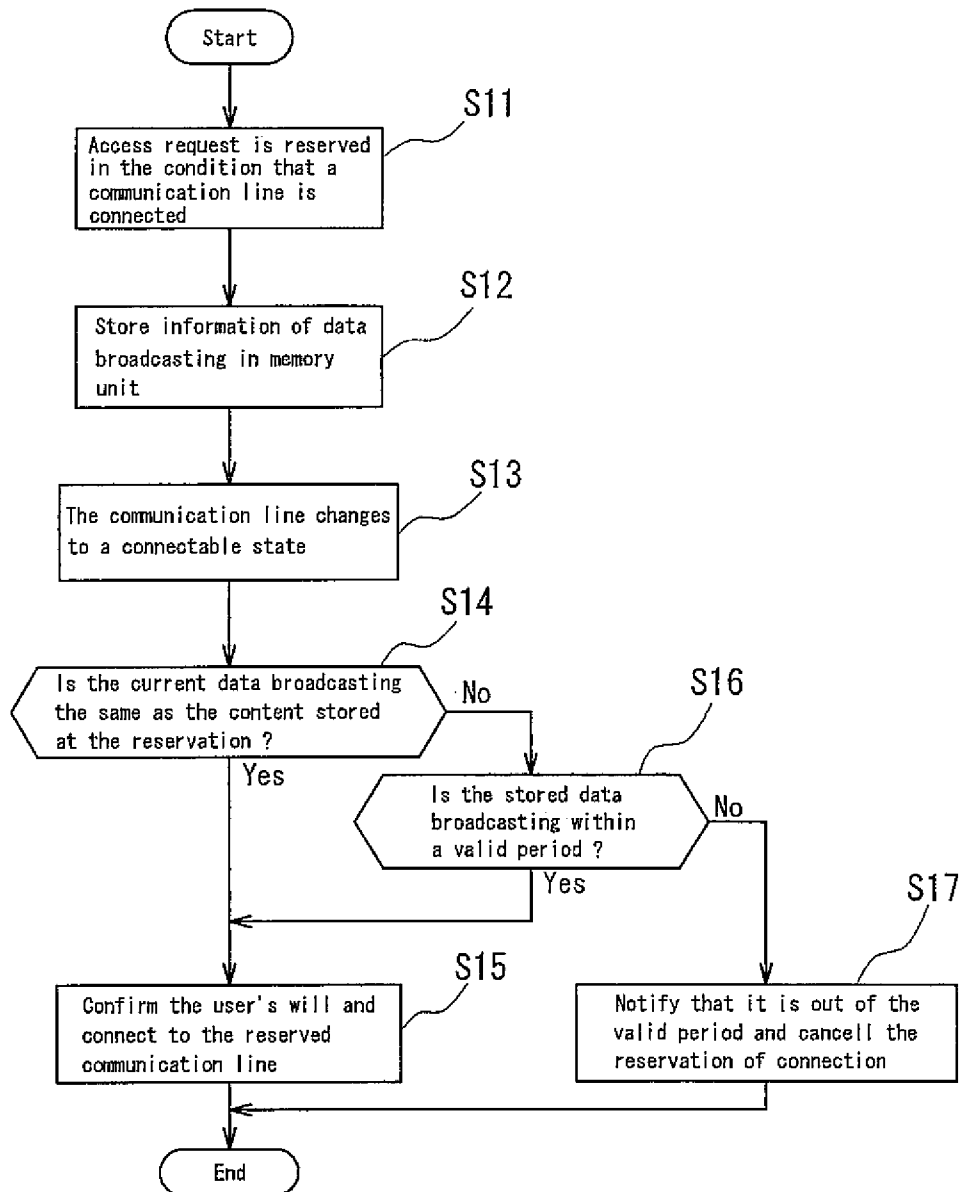 Start
S11
Access request is reserved
in the condition that a
communication line is
connected
S12
Store information of data
broadcasting in memory
unit
S13
The communication line changes
to a connectable state
S14
Is the current data broadcasting
the same as the content stored
at the reservation ?
No
Yes
S16
Is the stored data
broadcasting within
a valid period ?
No
Yes
S17
S15
Confirm the user's will and
connect to the reserved
communication line
Notify that it is out of the
valid period and cancell the
reservation of connection
End